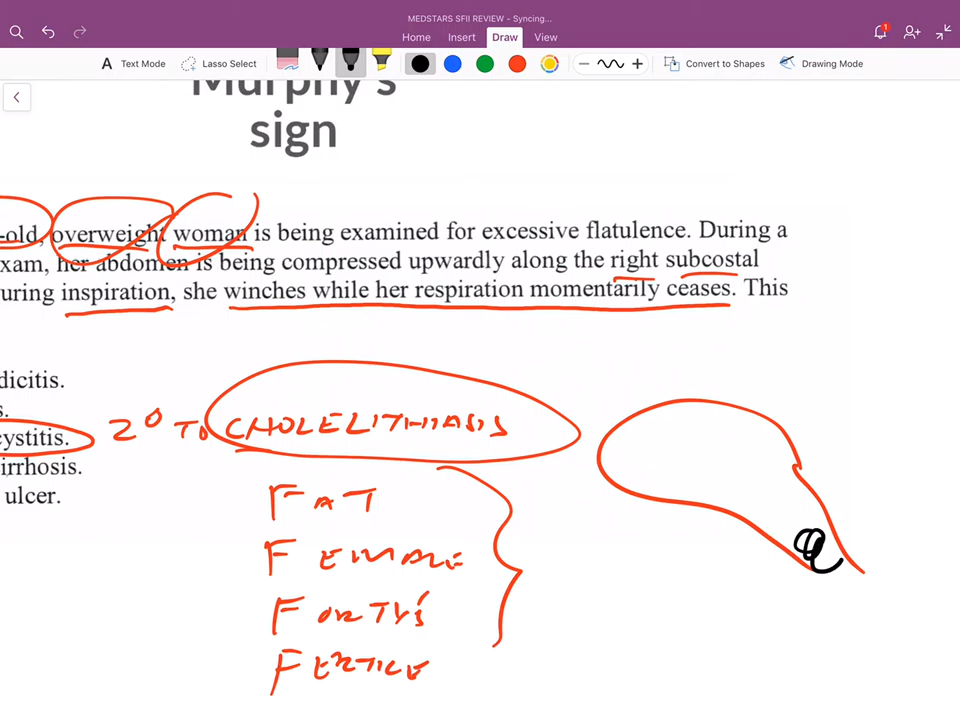 MEDSTARS SFII REVIEW - Syncing...
Home Insert Draw View
1
A Text Mode Lasso Select Convert to Shapes Drawing Mode
Murphy's
sign
-old, overweight woman is being examined for excessive flatulence. During a
xam, her abdomen is being compressed upwardly along the right subcostal
uring inspiration, she winches while her respiration momentarily ceases. This
dicitis.
s.
cystitis. 2° TO CHOLELITHIASIS
irrhosis.
ulcer.
FAT
FEMALE
FORTY'S
FERTILE